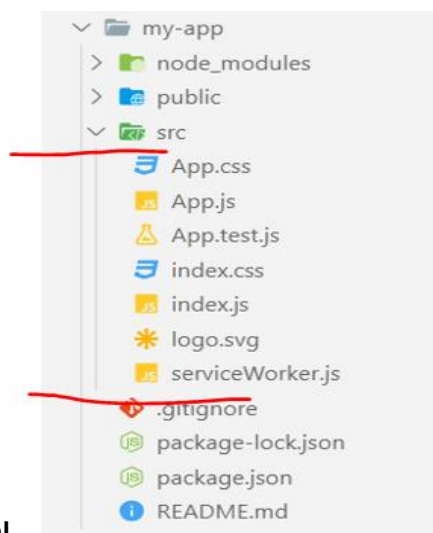 my-app
node_modules
public
src
App.css
App.js
App.test.js
index.css
index.js
logo.svg
serviceWorker.js
.gitignore
package-lock.json
package.json
README.md